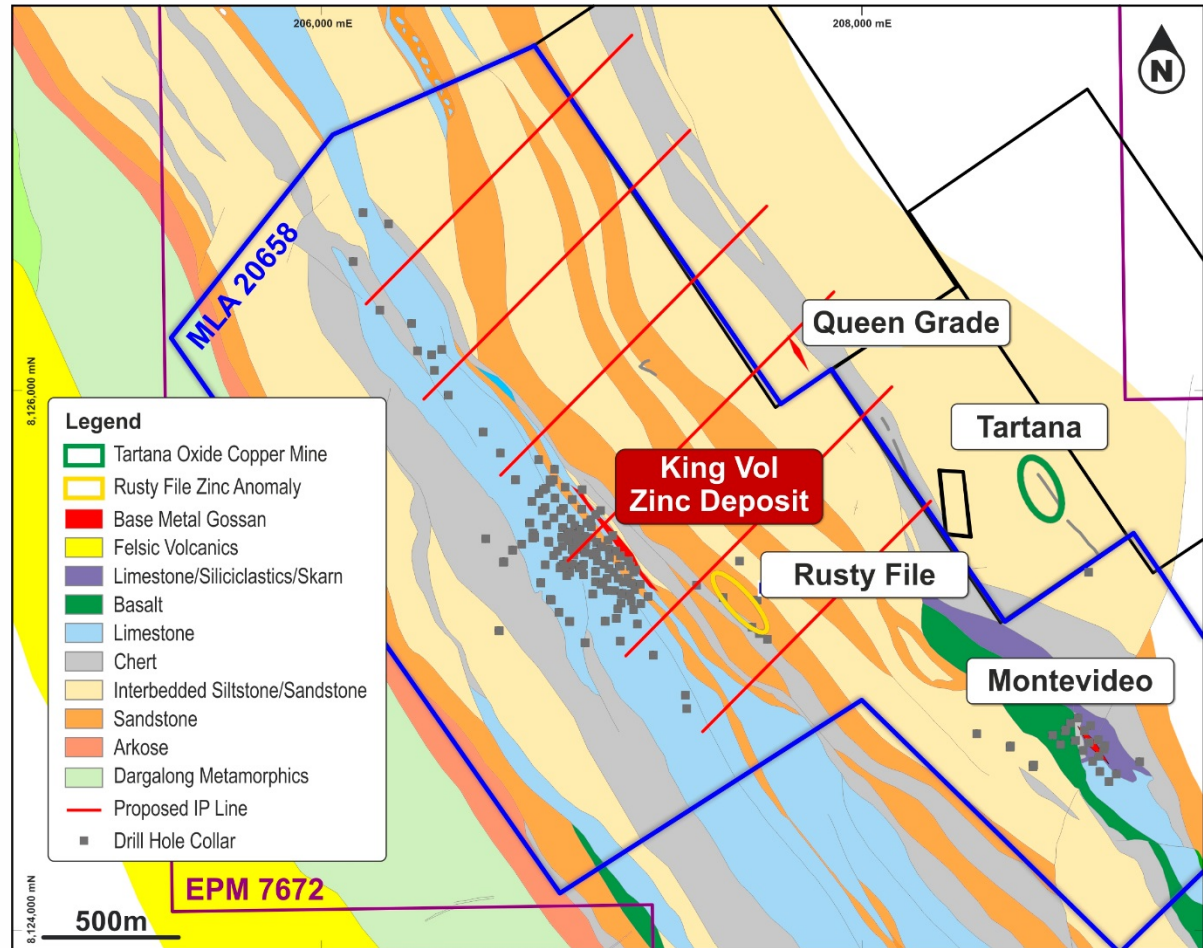 206,000 mE
208,000 mE
N
MLA 20658
Queen Grade
8,126,000 mN
Tartana
King Vol
Zinc Deposit
Rusty File
Montevideo
Legend
Tartana Oxide Copper Mine
Rusty File Zinc Anomaly
Base Metal Gossan
Felsic Volcanics
Limestone/Siliciclastics/Skarn
Basalt
Limestone
Chert
Interbedded Siltstone/Sandstone
Sandstone
Arkose
Dargalong Metamorphics
Proposed IP Line
Drill Hole Collar
EPM 7672
8,124,000 mN
500m